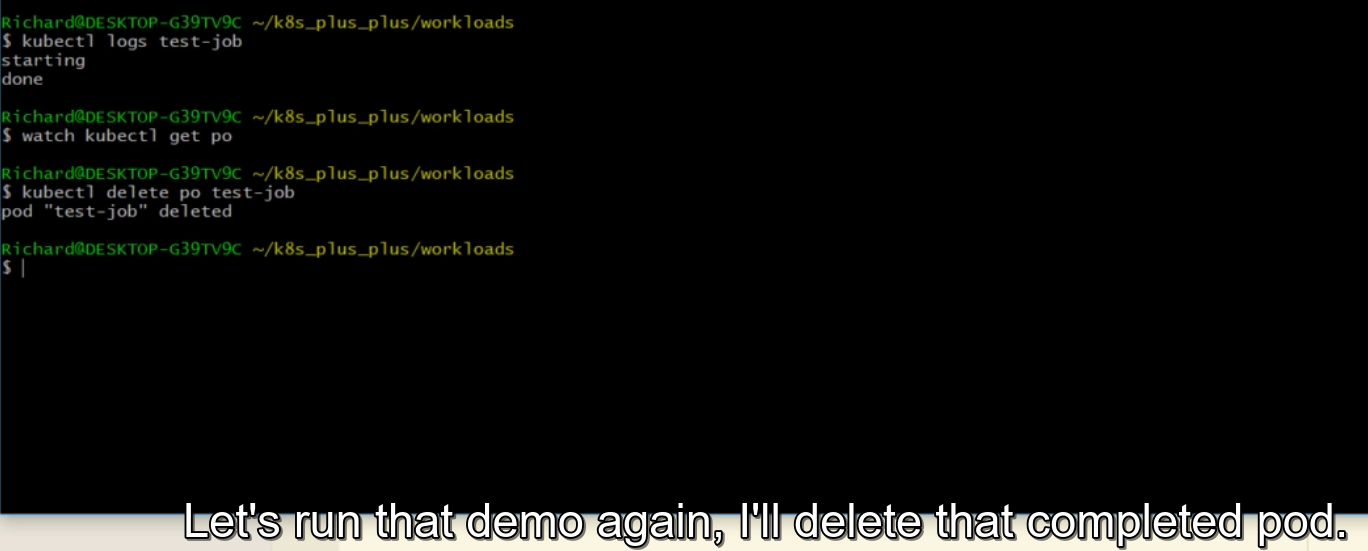 Richard@DESKTOP-G39TV9C ~/k8s_plus_plus/workloads
$ kubectl logs test-job
starting
done
Richard@DESKTOP-G39TV9C ~/k8s_plus_plus/workloads
$ watch kubectl get po
Richard@DESKTOP-G39TV9C ~/k8s_plus_plus/workloads
$ kubectl delete po test-job
pod "test-job" deleted
Richard@DESKTOP-G39TV9C ~/k8s_plus_plus/workloads
$
Let's run that demo again, I'll delete that completed pod.